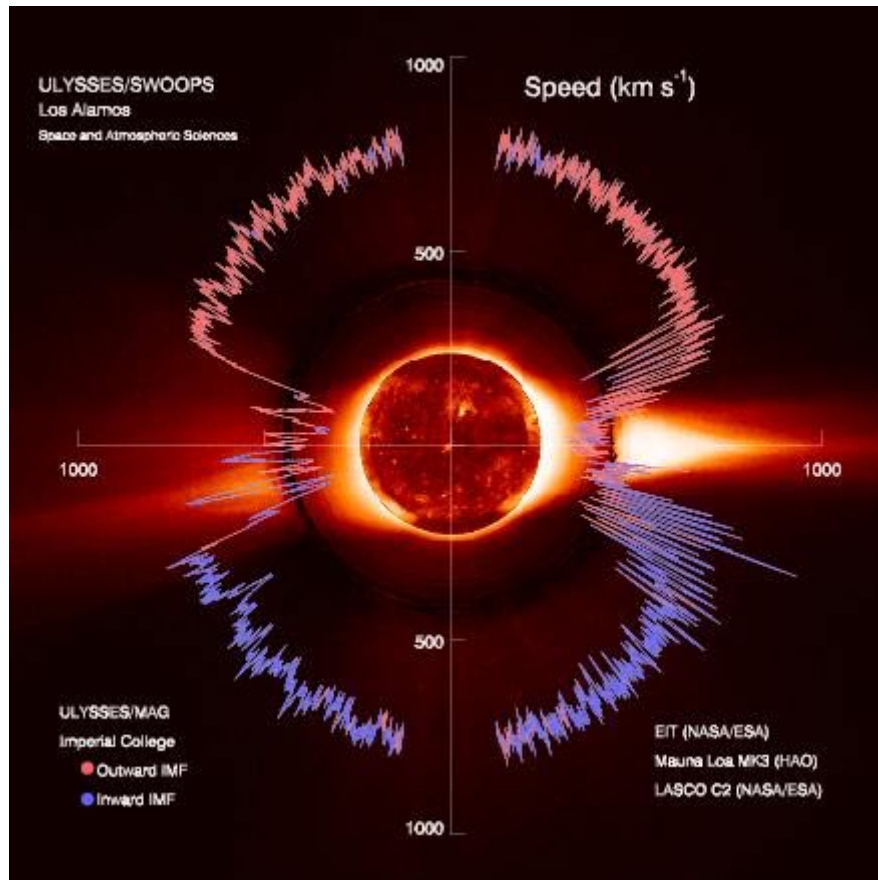 ULYSSES/SWOOPS
Los Alamos
Space and Atmospheric Sciences
Speed (km s⁻¹)
1000
500
1000
1000
500
1000
ULYSSES/MAG
Imperial College
Outward IMF
Inward IMF
EIT (NASA/ESA)
Mauna Loa MK3 (HAO)
LASCO C2 (NASA/ESA)